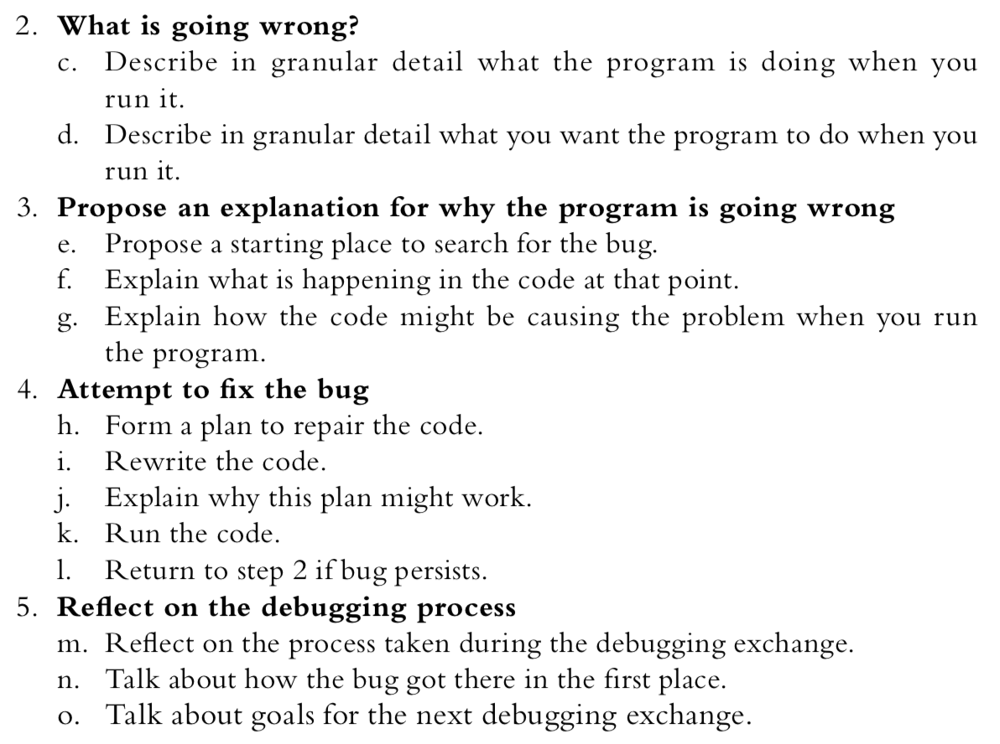 2. What is going wrong?
c. Describe in granular detail what the program is doing when you
run it.
d. Describe in granular detail what you want the program to do when you
run it.
3. Propose an explanation for why the program is going wrong
e. Propose a starting place to search for the bug.
f. Explain what is happening in the code at that point.
g. Explain how the code might be causing the problem when you run
the program.
4. Attempt to fix the bug
h. Form a plan to repair the code.
i. Rewrite the code.
j. Explain why this plan might work.
k. Run the code.
l. Return to step 2 if bug persists.
5. Reflect on the debugging process
m. Reflect on the process taken during the debugging exchange.
n. Talk about how the bug got there in the first place.
o. Talk about goals for the next debugging exchange.